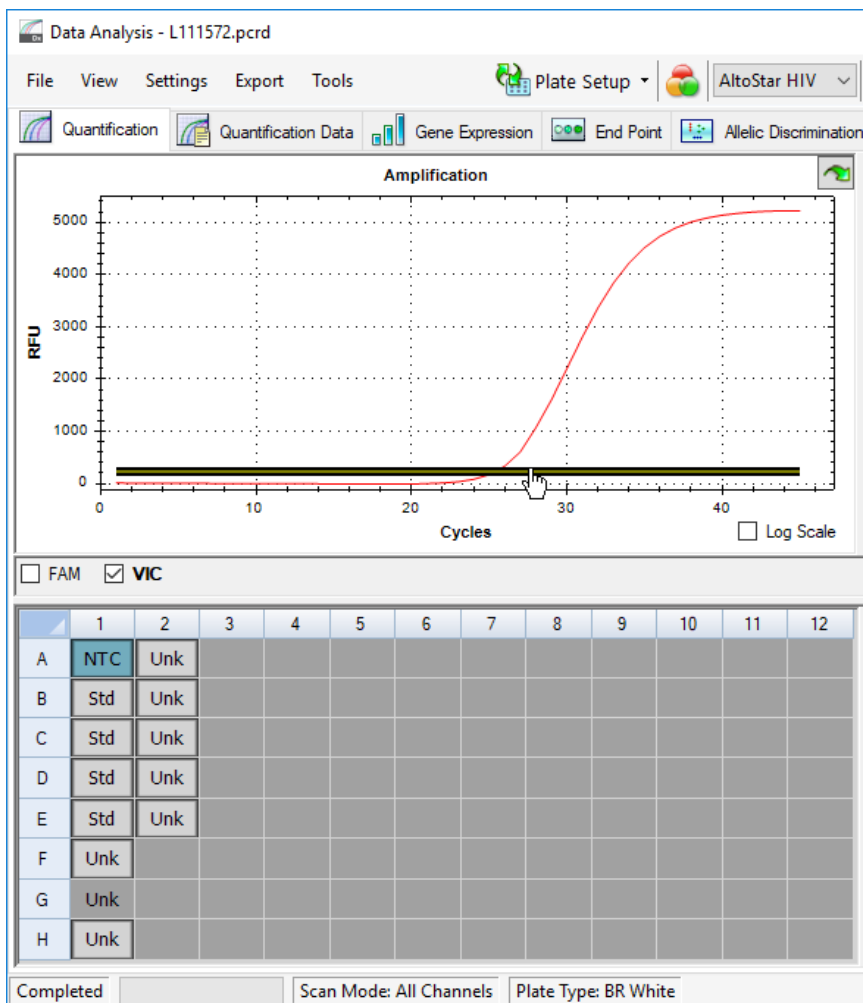 Data Analysis - L111572.pcrd
File View Settings Export Tools Plate Setup AltoStar HIV
Quantification Quantification Data Gene Expression End Point Allelic Discrimination
Amplification
5000
4000
3000
2000
1000
0
RFU
0 10 20 30 40
Cycles
Log Scale
FAM VIC
1 2 3 4 5 6 7 8 9 10 11 12
A NTC Unk
B Std Unk
C Std Unk
D Std Unk
E Std Unk
F Unk
G Unk
H Unk
Completed Scan Mode: All Channels Plate Type: BR White